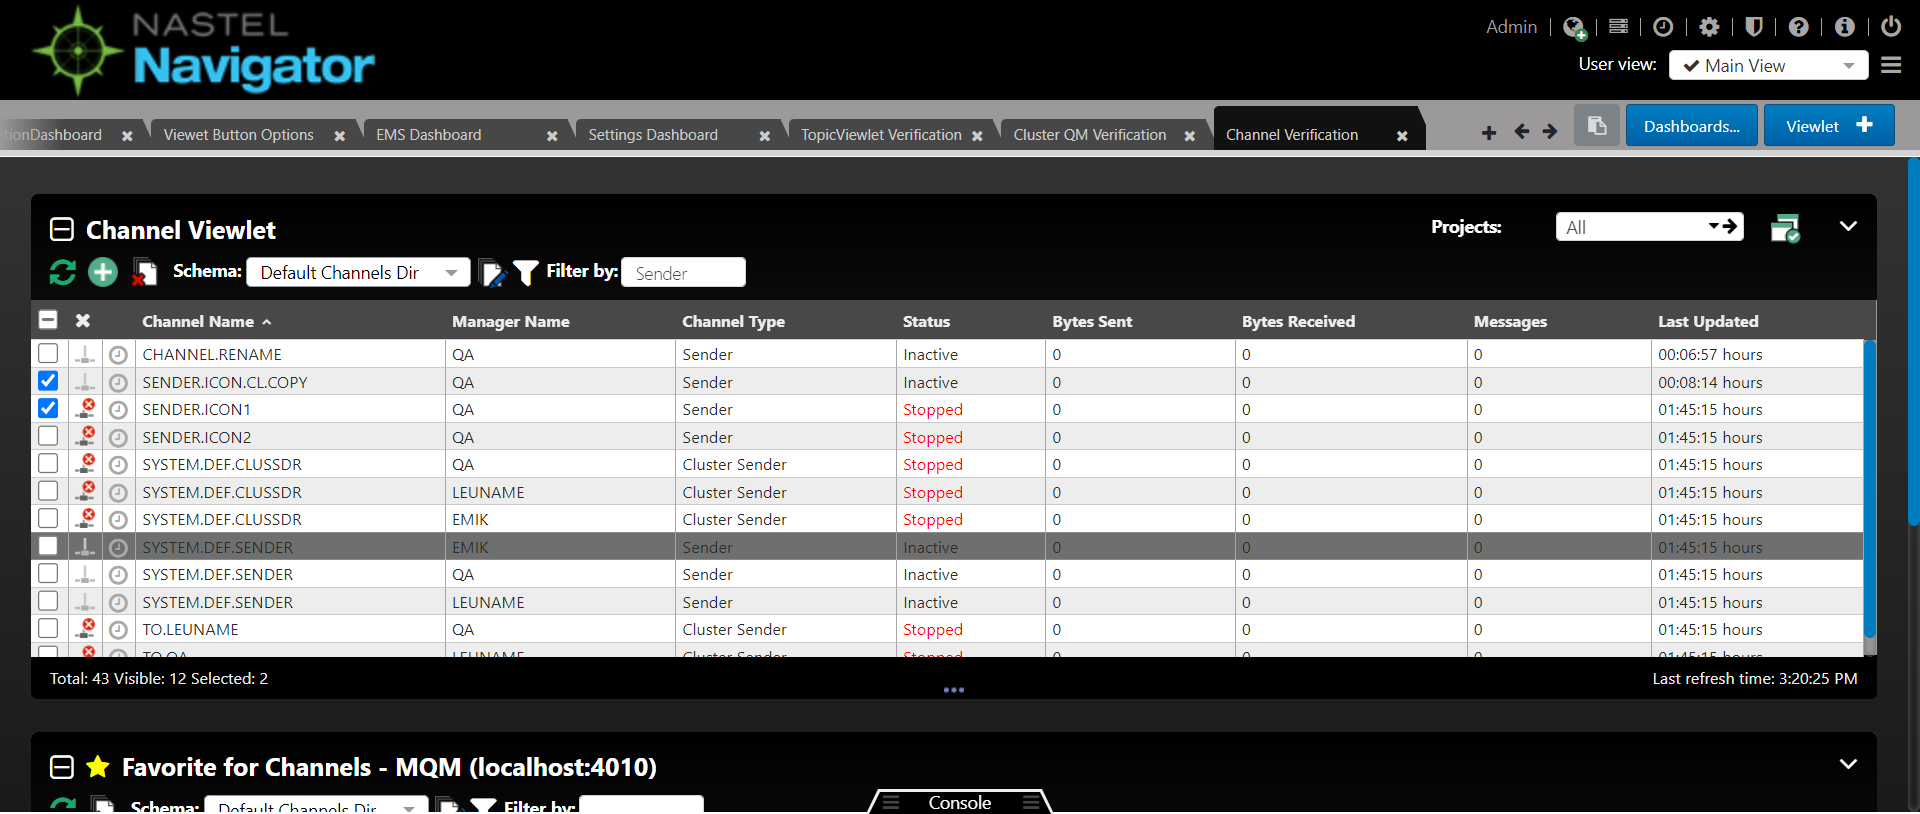 NASTEL
Navigator
Admin
User view: Main View
tionDashboard Viewet Button Options EMS Dashboard Settings Dashboard TopicViewlet Verification Cluster QM Verification Channel Verification Dashboards... Viewlet
Channel Viewlet Projects: All
Schema: Default Channels Dir Filter by: Sender
Channel Name Manager Name Channel Type Status Bytes Sent Bytes Received Messages Last Updated
CHANNEL.RENAME QA Sender Inactive 0 0 0 00:06:57 hours
SENDER.ICON.CL.COPY QA Sender Inactive 0 0 0 00:08:14 hours
SENDER.ICON1 QA Sender Stopped 0 0 0 01:45:15 hours
SENDER.ICON2 QA Sender Stopped 0 0 0 01:45:15 hours
SYSTEM.DEF.CLUSSDR QA Cluster Sender Stopped 0 0 0 01:45:15 hours
SYSTEM.DEF.CLUSSDR LEUNAME Cluster Sender Stopped 0 0 0 01:45:15 hours
SYSTEM.DEF.CLUSSDR EMIK Cluster Sender Stopped 0 0 0 01:45:15 hours
SYSTEM.DEF.SENDER EMIK Sender Inactive 0 0 0 01:45:15 hours
SYSTEM.DEF.SENDER QA Sender Inactive 0 0 0 01:45:15 hours
SYSTEM.DEF.SENDER LEUNAME Sender Inactive 0 0 0 01:45:15 hours
TO.LEUNAME QA Cluster Sender Stopped 0 0 0 01:45:15 hours
TO.QA LEUNAME Cluster Sender Stopped 0 0 0 01:45:15 hours
Total: 43 Visible: 12 Selected: 2 Last refresh time: 3:20:25 PM
Favorite for Channels - MQM (localhost:4010)
Schema: Default Channels Dir Filter by:
Console